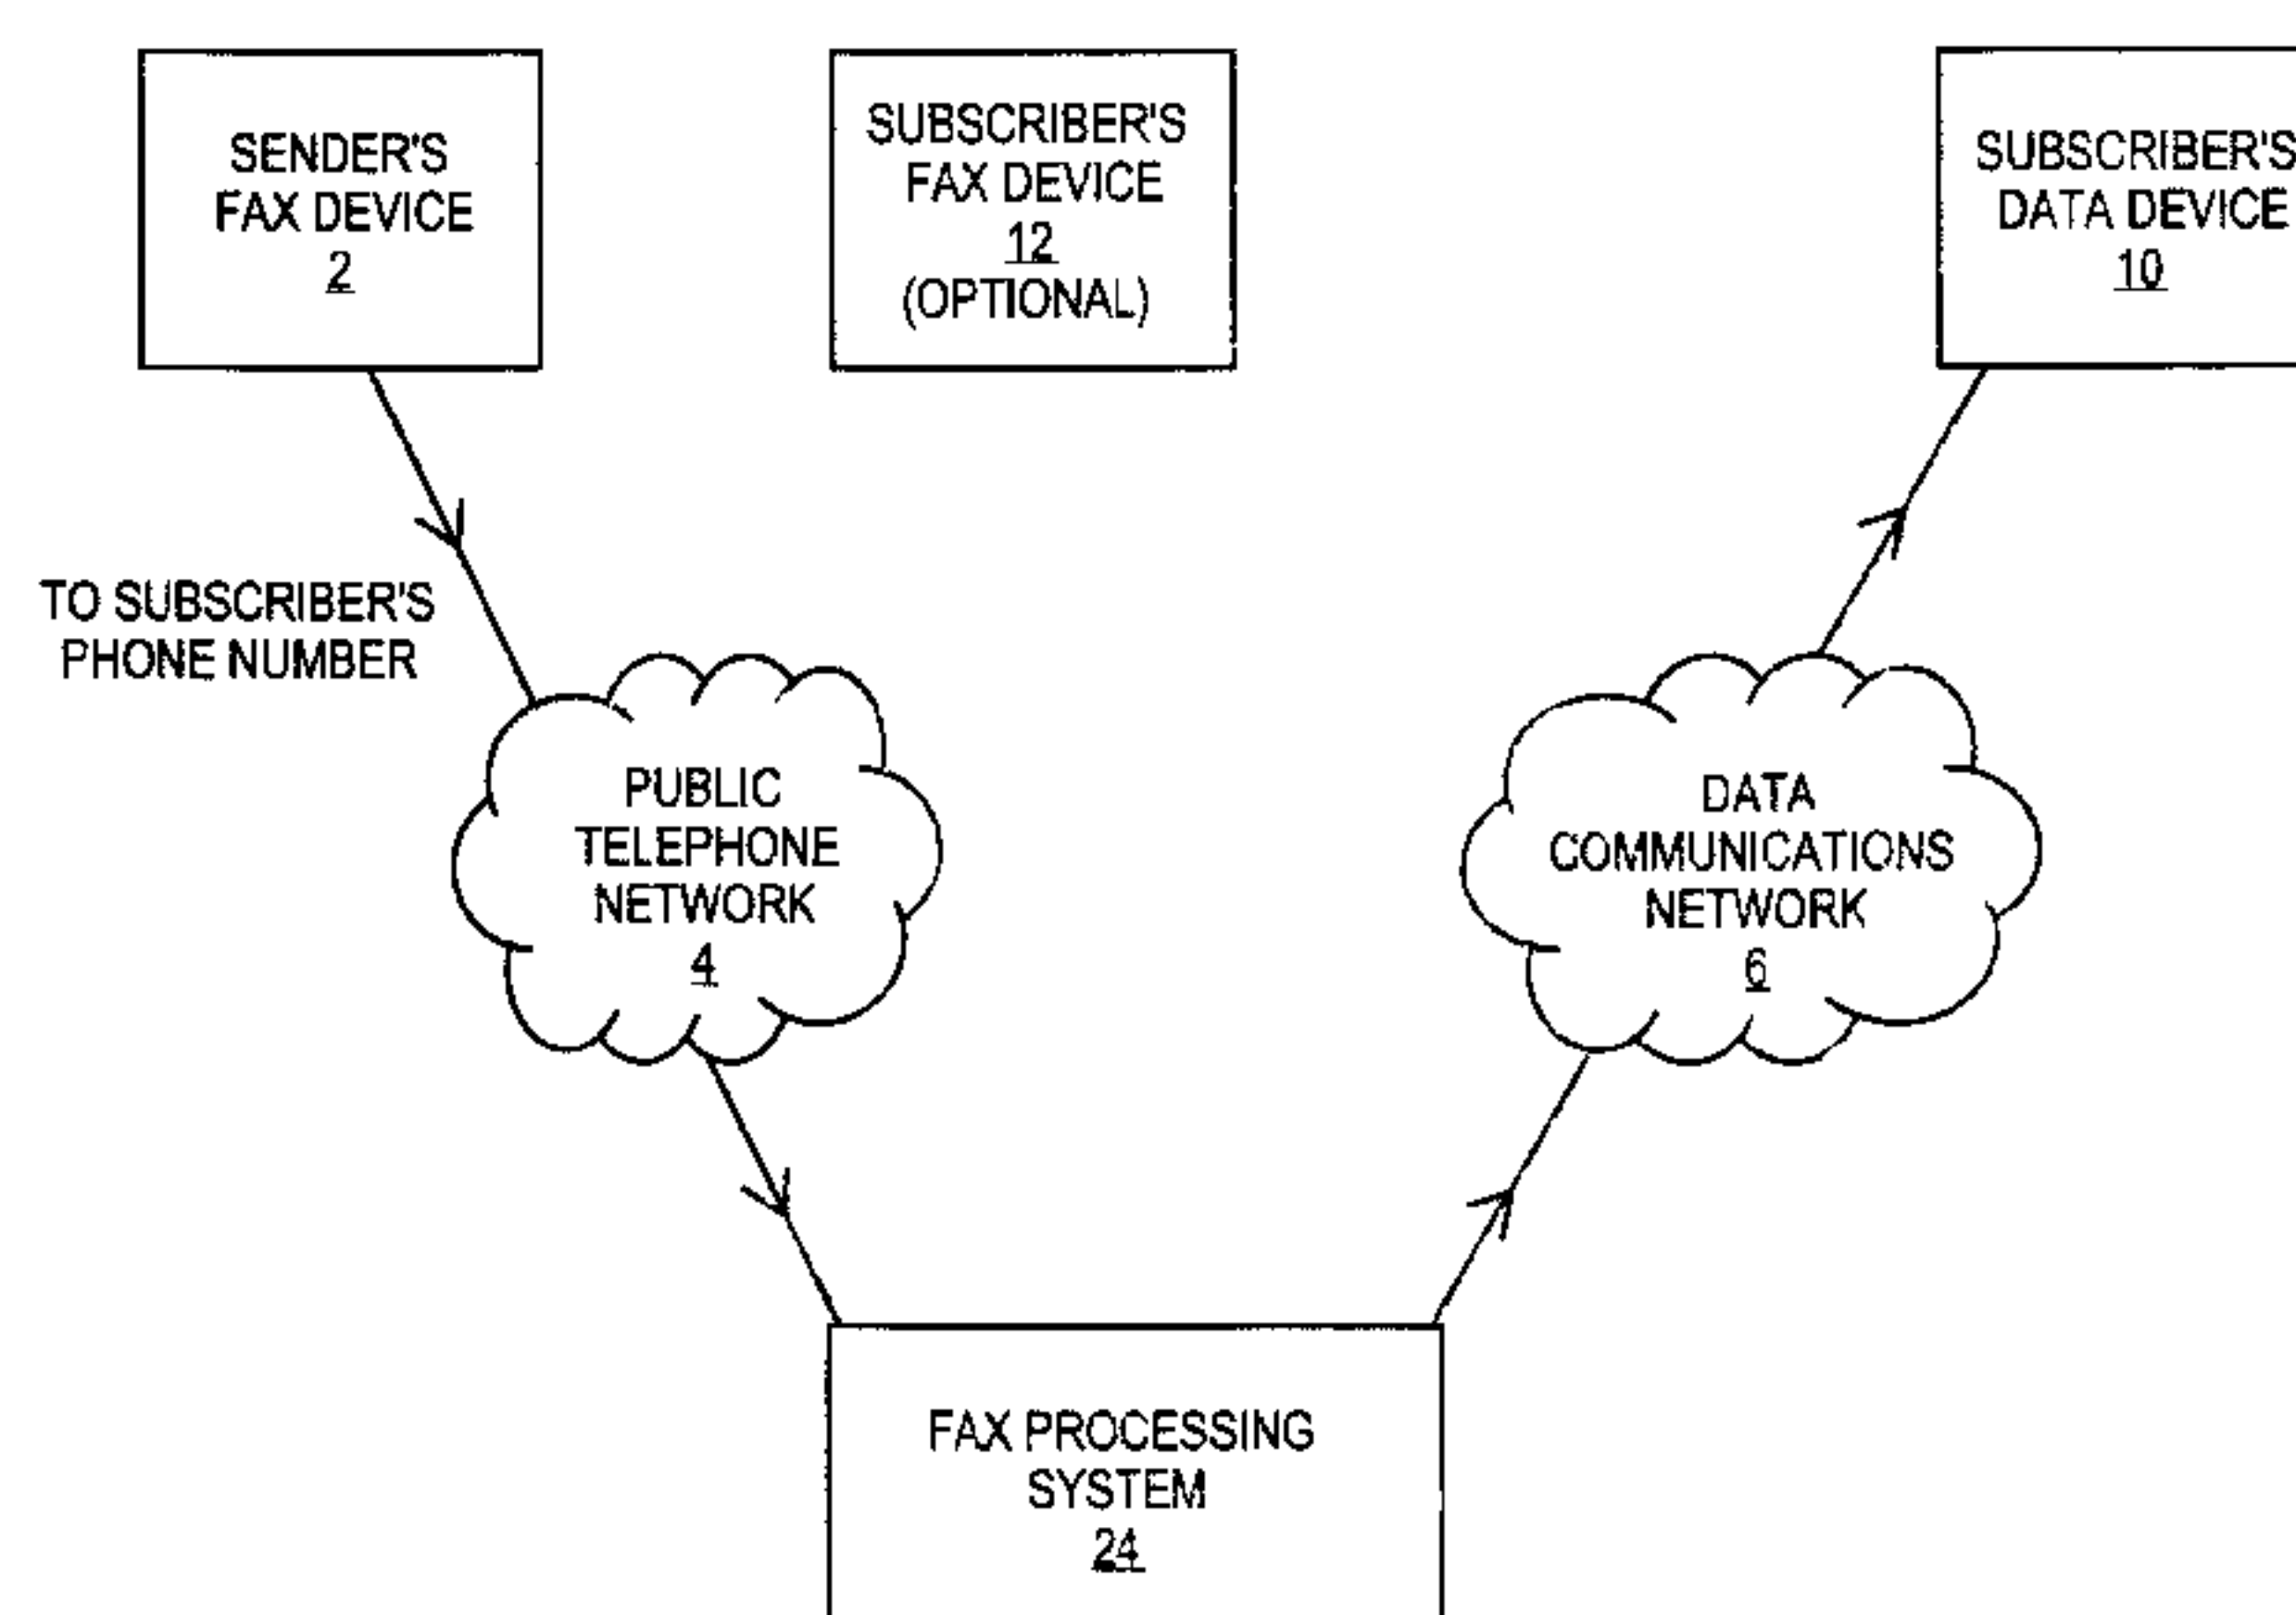 SENDER'S
FAX DEVICE
2
SUBSCRIBER'S
FAX DEVICE
12
(OPTIONAL)
SUBSCRIBER'S
DATA DEVICE
10
TO SUBSCRIBER'S
PHONE NUMBER
PUBLIC
TELEPHONE
NETWORK
4
DATA
COMMUNICATIONS
NETWORK
6
FAX PROCESSING
SYSTEM
24